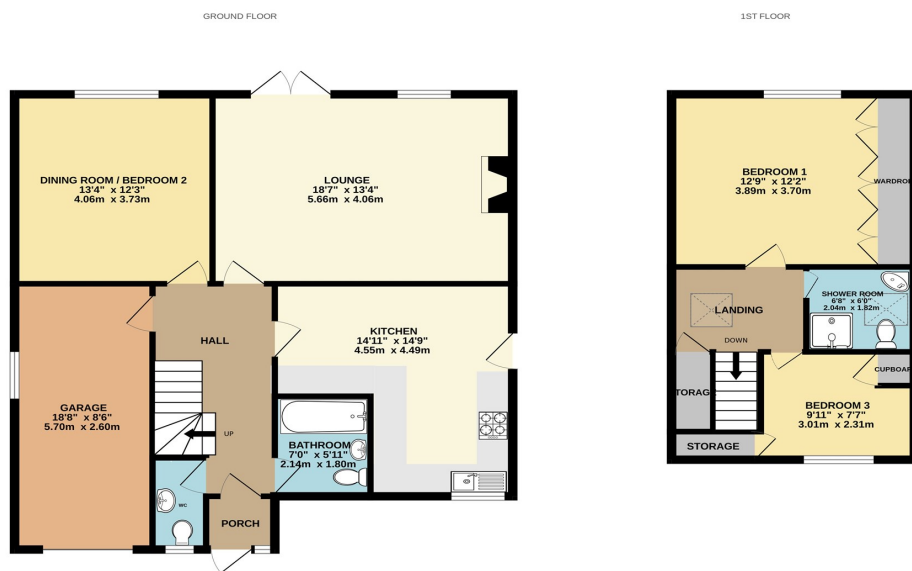 GROUND FLOOR
1ST FLOOR
DINING ROOM / BEDROOM 2
13'4" x 12'3"
4.06m x 3.73m
LOUNGE
18'7" x 13'4"
5.66m x 4.06m
HALL
KITCHEN
14'11" x 14'9"
4.55m x 4.49m
GARAGE
18'8" x 8'6"
5.70m x 2.60m
UP
BATHROOM
7'0" x 5'11"
2.14m x 1.80m
WC
PORCH
BEDROOM 1
12'9" x 12'2"
3.89m x 3.70m
WARDROB
LANDING
DOWN
SHOWER ROOM
6'8" x 6'0"
2.04m x 1.82m
TORAG
CUPBOAR
BEDROOM 3
9'11" x 7'7"
3.01m x 2.31m
STORAGE